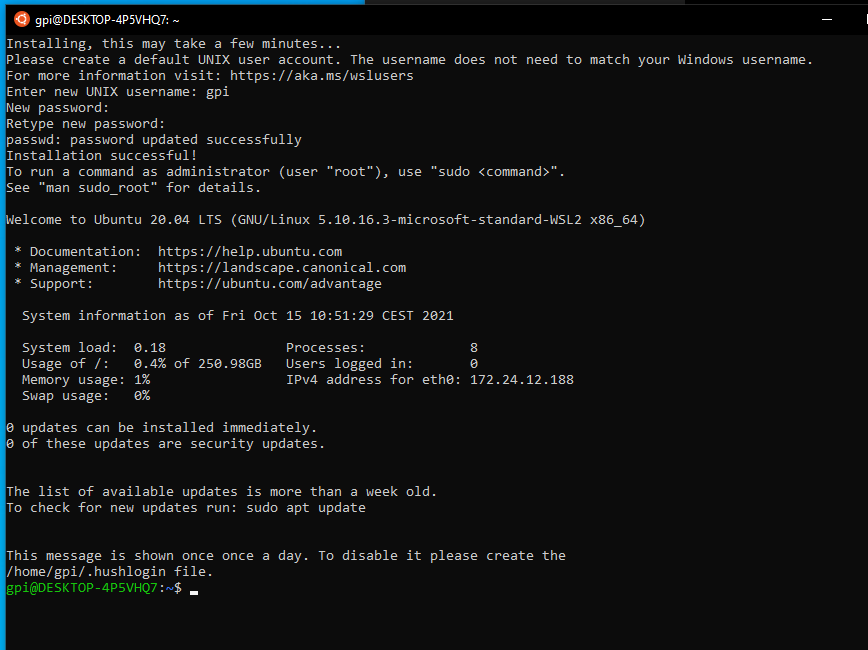 gpi@DESKTOP-4P5VHQ7: ~
Installing, this may take a few minutes...
Please create a default UNIX user account. The username does not need to match your Windows username.
For more information visit: https://aka.ms/wslusers
Enter new UNIX username: gpi
New password:
Retype new password:
passwd: password updated successfully
Installation successful!
To run a command as administrator (user "root"), use "sudo <command>".
See "man sudo_root" for details.
Welcome to Ubuntu 20.04 LTS (GNU/Linux 5.10.16.3-microsoft-standard-WSL2 x86_64)
* Documentation: https://help.ubuntu.com
* Management: https://landscape.canonical.com
* Support: https://ubuntu.com/advantage
System information as of Fri Oct 15 10:51:29 CEST 2021
System load: 0.18 Processes: 8
Usage of /: 0.4% of 250.98GB Users logged in: 0
Memory usage: 1% IPv4 address for eth0: 172.24.12.188
Swap usage: 0%
0 updates can be installed immediately.
0 of these updates are security updates.
The list of available updates is more than a week old.
To check for new updates run: sudo apt update
This message is shown once once a day. To disable it please create the
/home/gpi/.hushlogin file.
gpi@DESKTOP-4P5VHQ7:~$